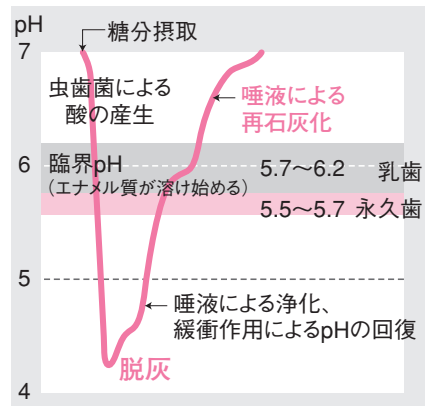 pH
糖分摂取
7
虫歯菌による
酸の産生
唾液による
再石灰化
6
臨界pH
(エナメル質が溶け始める)
5.7〜6.2
乳歯
5.5〜5.7
永久歯
5
唾液による浄化、
緩衝作用によるpHの回復
脱灰
4